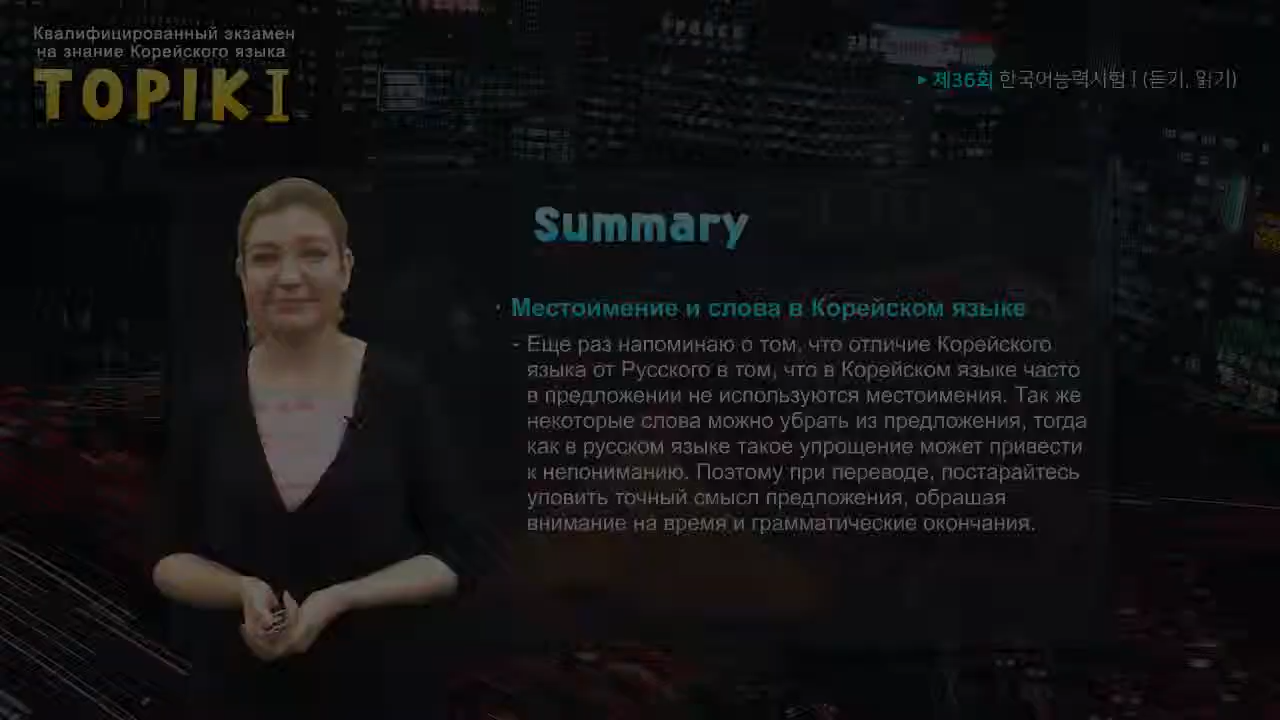 Квалифицированный экзамен
на знание Корейского языка
TOPIK I
▸ 제36회 한국어능력시험 I (듣기, 읽기)
Summary
· Местоимение и слова в Корейском языке
- Еще раз напоминаю о том, что отличие Корейского
языка от Русского в том, что в Корейском языке часто
в предложении не используются местоимения. Так же
некоторые слова можно убрать из предложения, тогда
как в русском языке такое упрощение может привести
к непониманию. Поэтому при переводе, постарайтесь
уловить точный смысл предложения, обращая
внимание на время и грамматические окончания.